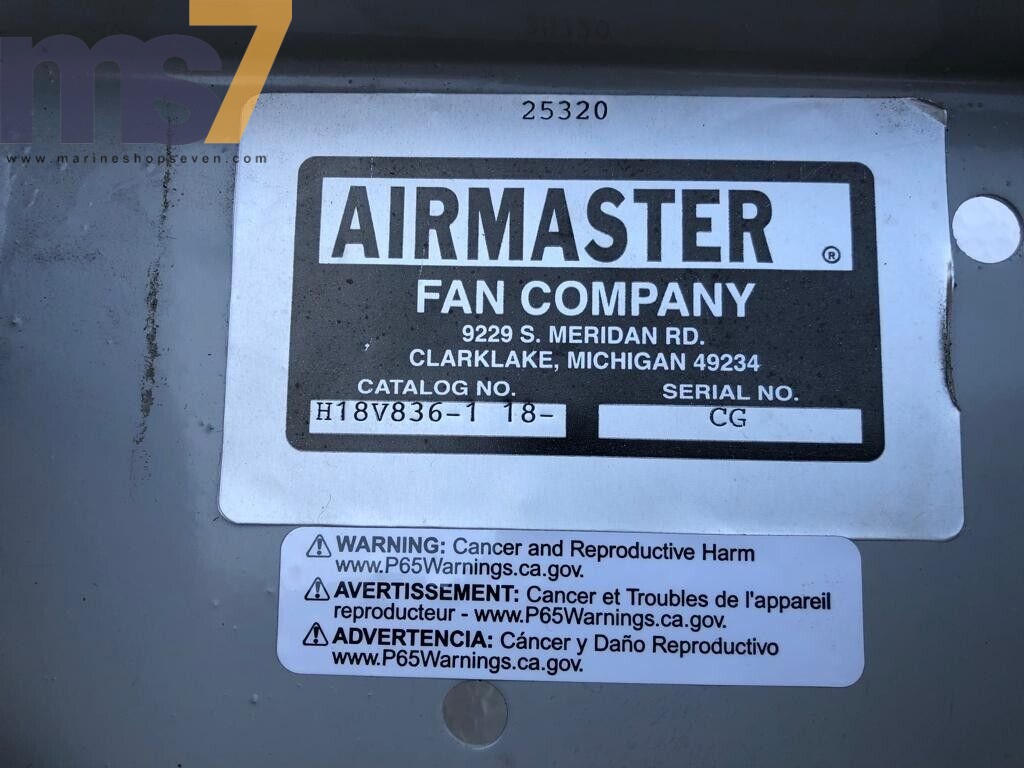 ms7
www.marineshopseven.com
25320
AIRMASTER ®
FAN COMPANY
9229 S. MERIDAN RD.
CLARKLAKE, MICHIGAN 49234
CATALOG NO. SERIAL NO.
H18V836-1 18- CG
⚠ WARNING: Cancer and Reproductive Harm
www.P65Warnings.ca.gov.
⚠ AVERTISSEMENT: Cancer et Troubles de l'appareil
reproducteur - www.P65Warnings.ca.gov.
⚠ ADVERTENCIA: Cáncer y Daño Reproductivo
www.P65Warnings.ca.gov.